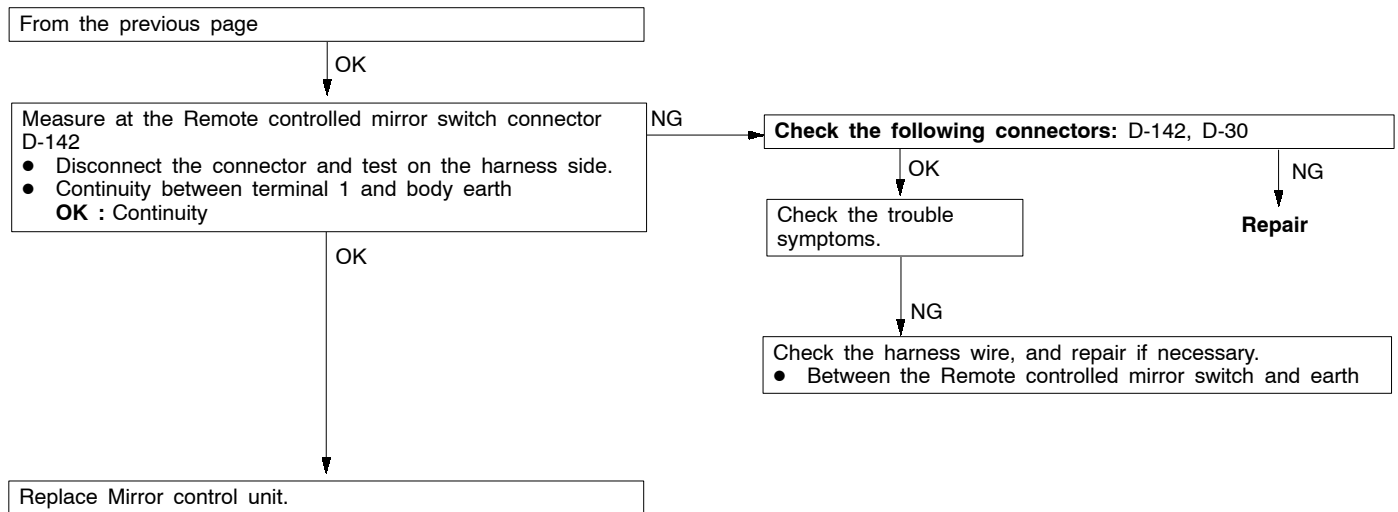 From the previous page
OK
Measure at the Remote controlled mirror switch connector
D-142
● Disconnect the connector and test on the harness side.
● Continuity between terminal 1 and body earth
OK : Continuity
NG
Check the following connectors: D-142, D-30
OK
NG
Check the trouble
symptoms.
Repair
OK
NG
Check the harness wire, and repair if necessary.
● Between the Remote controlled mirror switch and earth
Replace Mirror control unit.